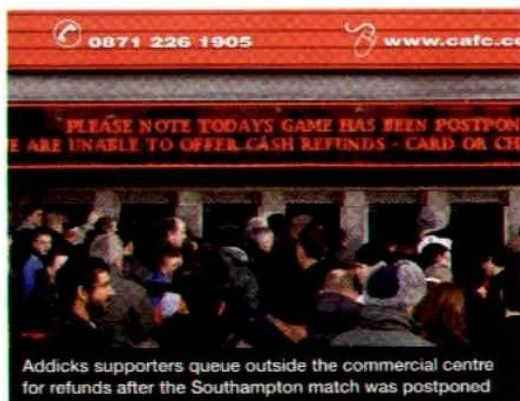 0871 226 1905 www.cafc.co
PLEASE NOTE TODAYS GAME HAS BEEN POSTPON
E ARE UNABLE TO OFFER CASH REFUNDS - CARD OR CH
Addicks supporters queue outside the commercial centre
for refunds after the Southampton match was postponed